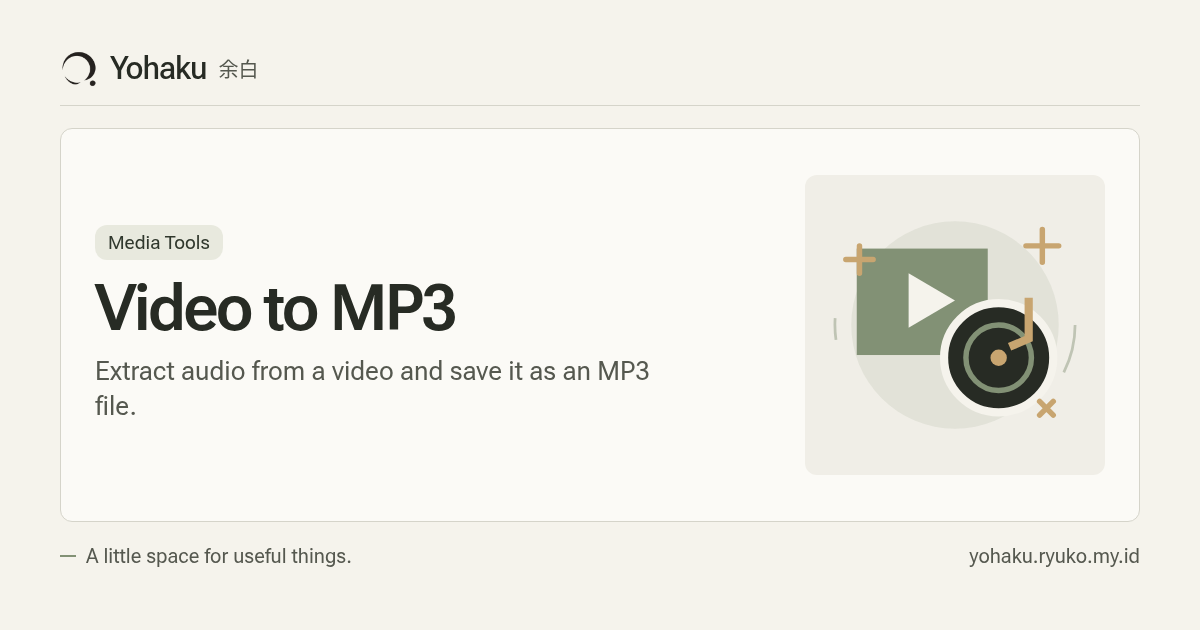 Yohaku 余白
Media Tools
Video to MP3
Extract audio from a video and save it as an MP3
file.
— A little space for useful things.
yohaku.ryuko.my.id